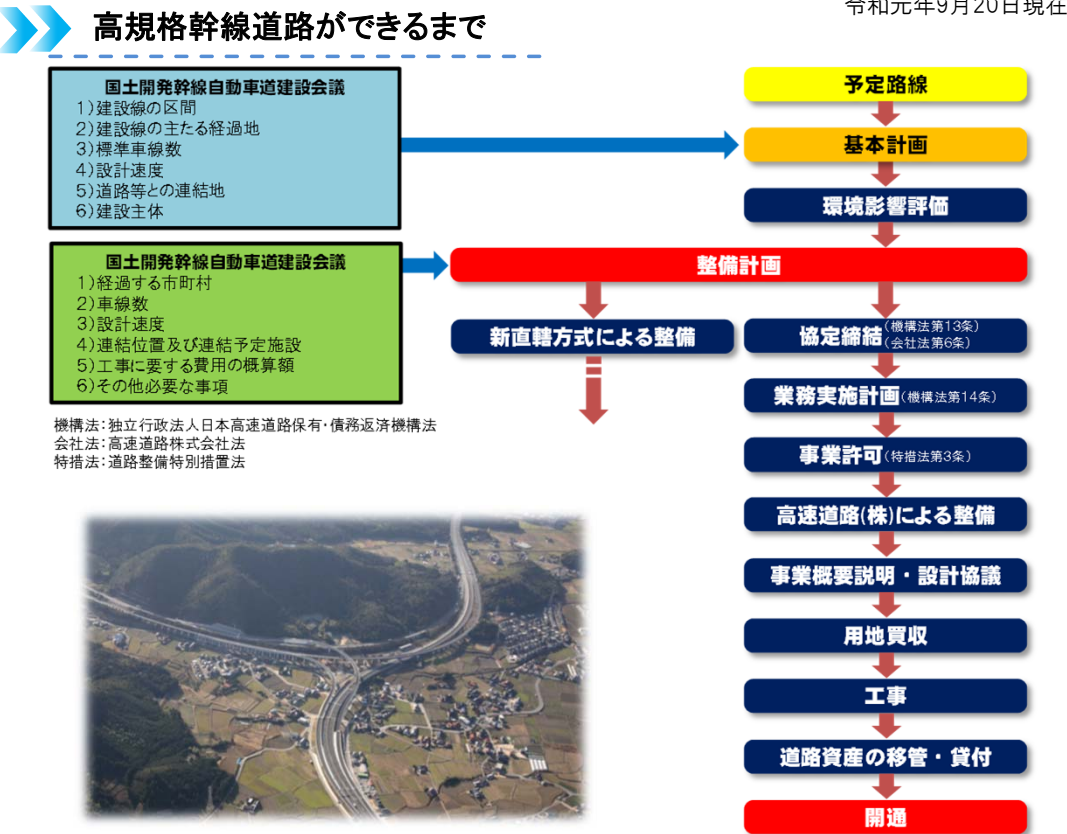 令和元年9月20日現在
高規格幹線道路ができるまで
国土開発幹線自動車道建設会議
1)建設線の区間
2)建設線の主たる経過地
3)標準車線数
4)設計速度
5)道路等との連結地
6)建設主体
国土開発幹線自動車道建設会議
1)経過する市町村
2)車線数
3)設計速度
4)連結位置及び連結予定施設
5)工事に要する費用の概算額
6)その他必要な事項
機構法：独立行政法人日本高速道路保有・債務返済機構法
会社法：高速道路株式会社法
特措法：道路整備特別措置法
予定路線
基本計画
環境影響評価
整備計画
新直轄方式による整備
協定締結(機構法第13条)
(会社法第6条)
業務実施計画(機構法第14条)
事業許可(特措法第3条)
高速道路(株)による整備
事業概要説明・設計協議
用地買収
工事
道路資産の移管・貸付
開通